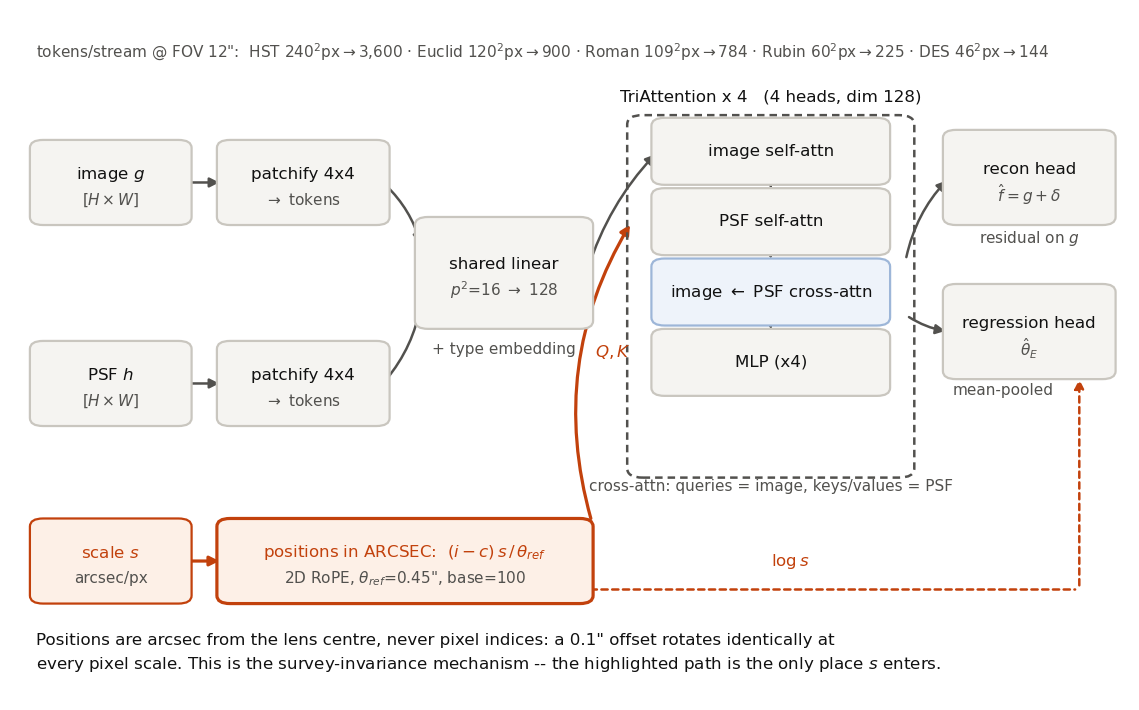 tokens/stream @ FOV 12": HST 240²px→3,600 · Euclid 120²px→900 · Roman 109²px→784 · Rubin 60²px→225 · DES 46²px→144
TriAttention x 4 (4 heads, dim 128)
image g
[H × W]
patchify 4x4
→ tokens
shared linear
p²=16 → 128
+ type embedding
PSF h
[H × W]
patchify 4x4
→ tokens
image self-attn
PSF self-attn
image ← PSF cross-attn
MLP (x4)
Q, K
cross-attn: queries = image, keys/values = PSF
recon head
f̂ = g + δ
residual on g
regression head
θ̂_E
mean-pooled
scale s
arcsec/px
positions in ARCSEC: (i − c) s / θ_ref
2D RoPE, θ_ref=0.45", base=100
log s
Positions are arcsec from the lens centre, never pixel indices: a 0.1" offset rotates identically at
every pixel scale. This is the survey-invariance mechanism -- the highlighted path is the only place s enters.